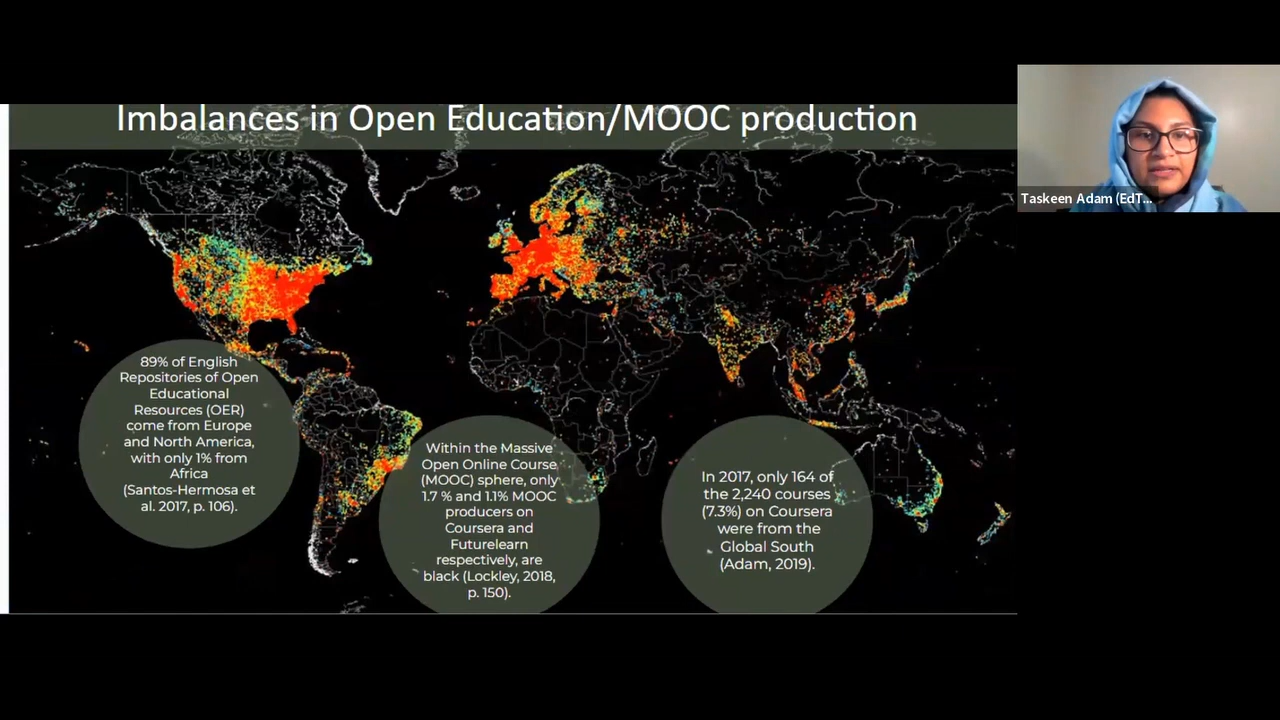 Imbalances in Open Education/MOOC production
Taskeen Adam (EdT...
89% of English
Repositories of Open
Educational
Resources (OER)
come from Europe
and North America,
with only 1% from
Africa
(Santos-Hermosa et
al. 2017, p. 106).
Within the Massive
Open Online Course
(MOOC) sphere, only
1.7 % and 1.1% MOOC
producers on
Coursera and
Futurelearn
respectively, are
black (Lockley, 2018,
p. 150).
In 2017, only 164 of
the 2,240 courses
(7.3%) on Coursera
were from the
Global South
(Adam, 2019).